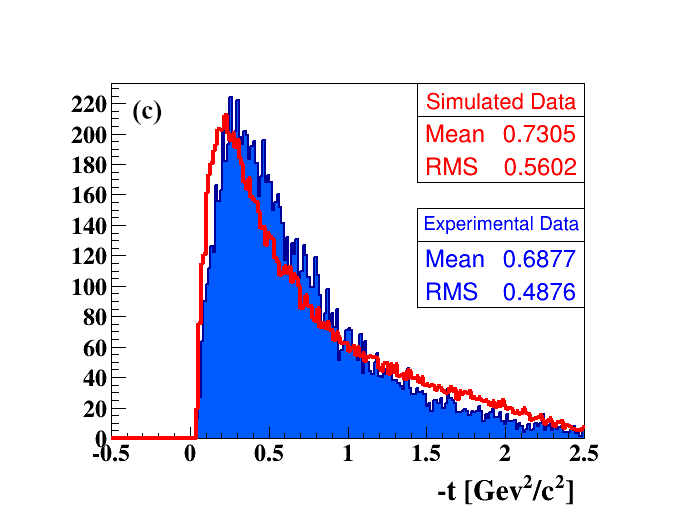 (c)
Simulated Data
Mean 0.7305
RMS 0.5602
Experimental Data
Mean 0.6877
RMS 0.4876
220
200
180
160
140
120
100
80
60
40
20
0
-0.5 0 0.5 1 1.5 2 2.5
-t [Gev²/c²]